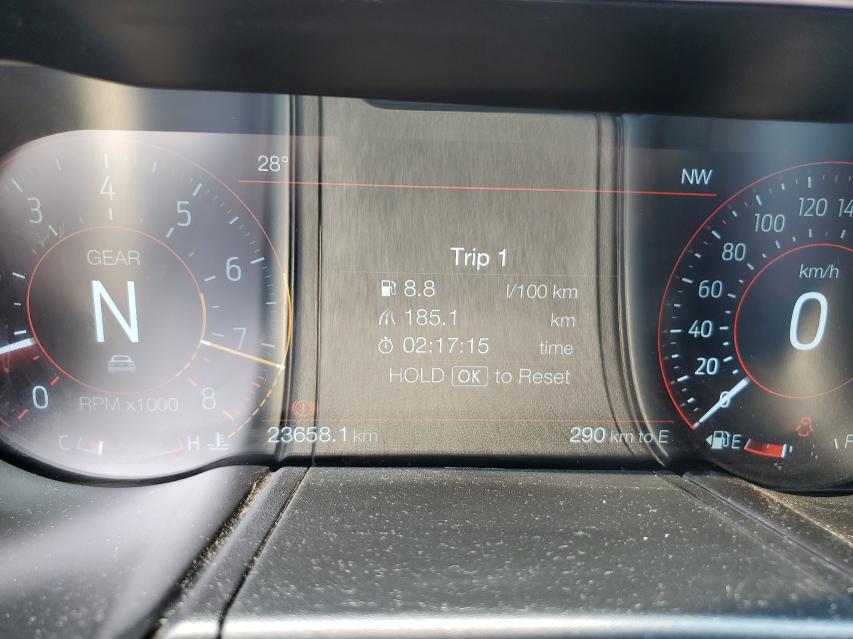 28°
NW
4
3
5
6
7
8
0
GEAR
N
RPM x1000
C
H
Trip 1
8.8 l/100 km
185.1 km
02:17:15 time
HOLD OK to Reset
23658.1 km
290 km to E
0
20
40
60
80
100
120
km/h
0
E
F